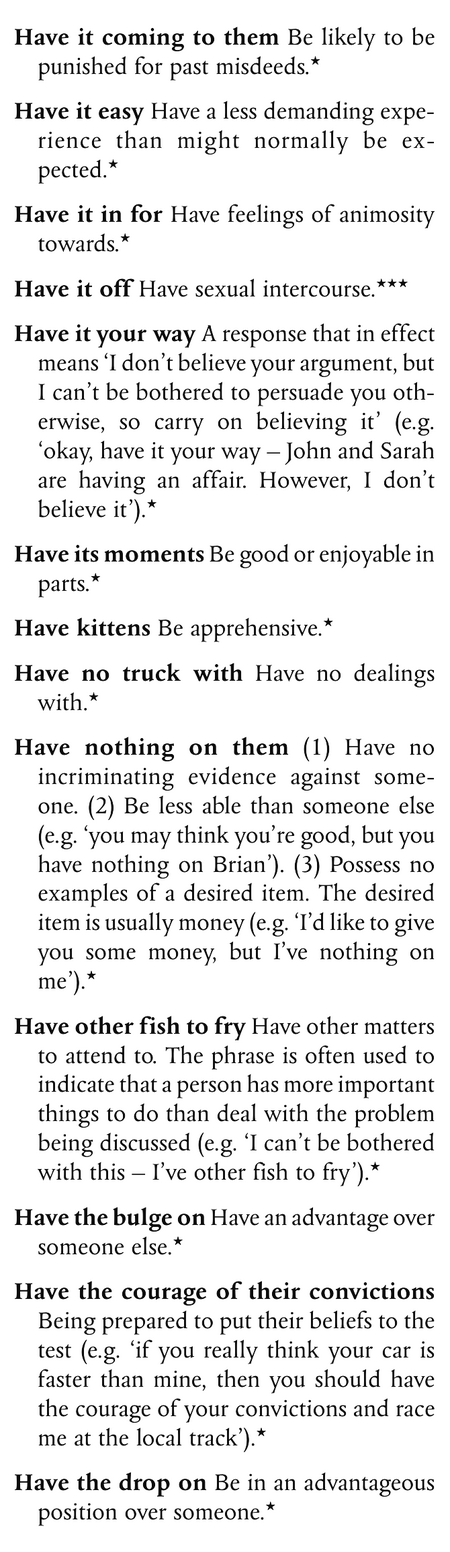 Have it coming to them Be likely to be
punished for past misdeeds.★
Have it easy Have a less demanding expe-
rience than might normally be ex-
pected.★
Have it in for Have feelings of animosity
towards.★
Have it off Have sexual intercourse.★★★
Have it your way A response that in effect
means ‘I don’t believe your argument, but
I can’t be bothered to persuade you oth-
erwise, so carry on believing it’ (e.g.
‘okay, have it your way – John and Sarah
are having an affair. However, I don’t
believe it’).★
Have its moments Be good or enjoyable in
parts.★
Have kittens Be apprehensive.★
Have no truck with Have no dealings
with.★
Have nothing on them (1) Have no
incriminating evidence against some-
one. (2) Be less able than someone else
(e.g. ‘you may think you’re good, but you
have nothing on Brian’). (3) Possess no
examples of a desired item. The desired
item is usually money (e.g. ‘I’d like to give
you some money, but I’ve nothing on
me’).★
Have other fish to fry Have other matters
to attend to. The phrase is often used to
indicate that a person has more important
things to do than deal with the problem
being discussed (e.g. ‘I can’t be bothered
with this – I’ve other fish to fry’).★
Have the bulge on Have an advantage over
someone else.★
Have the courage of their convictions
Being prepared to put their beliefs to the
test (e.g. ‘if you really think your car is
faster than mine, then you should have
the courage of your convictions and race
me at the local track’).★
Have the drop on Be in an advantageous
position over someone.★